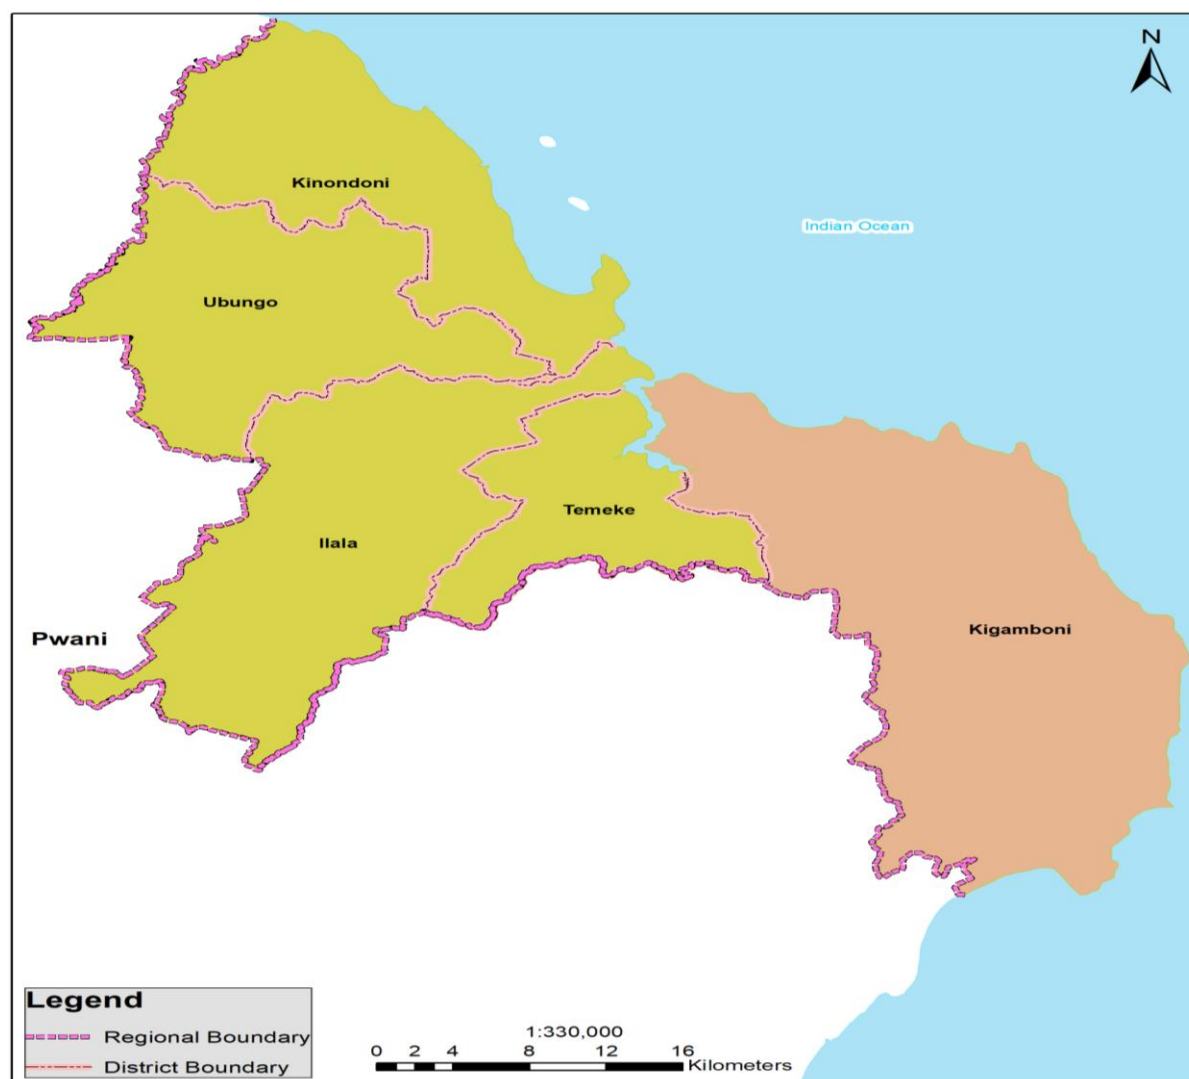 N
Kinondoni
Indian Ocean
Ubungo
Temeke
Ilala
Kigamboni
Pwani
Legend
Regional Boundary
District Boundary
1:330,000
0 2 4 8 12 16
Kilometers